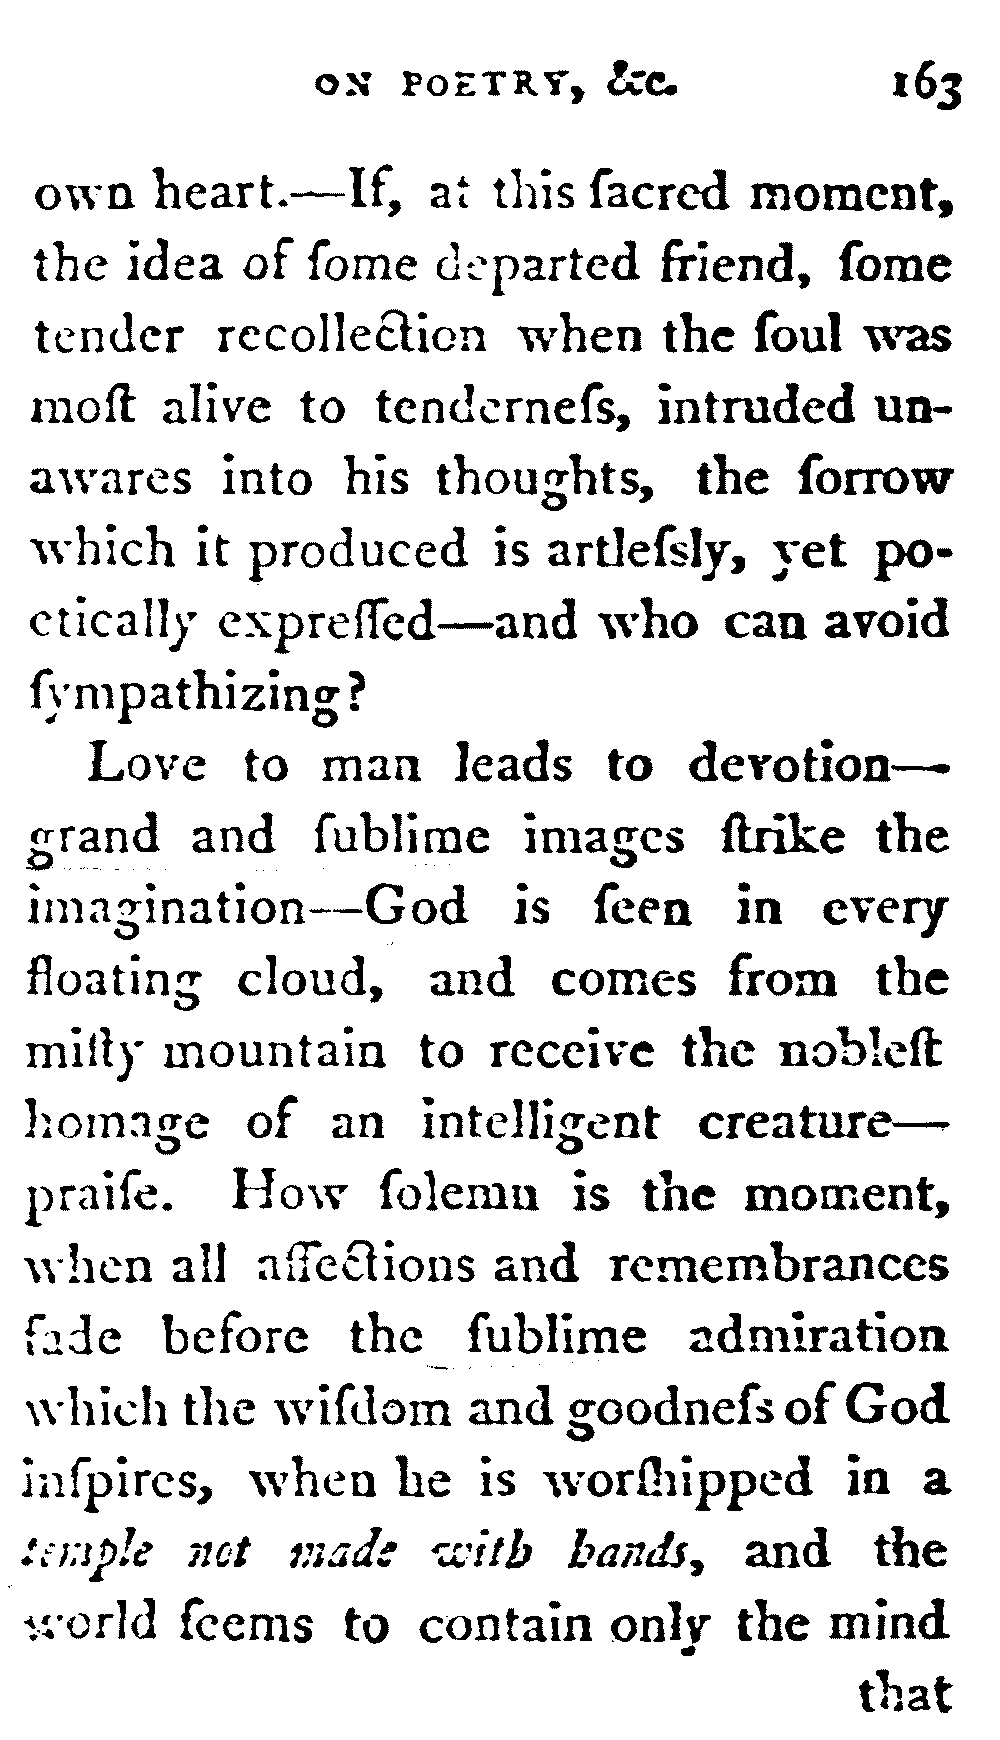 ON POETRY, &c. 163
own heart.—If, at this ſacred moment,
the idea of ſome departed friend, ſome
tender recollection when the ſoul was
moſt alive to tenderneſs, intruded un-
awares into his thoughts, the ſorrow
which it produced is artleſsly, yet po-
etically expreſſed—and who can avoid
ſympathizing?
Love to man leads to devotion—
grand and ſublime images ſtrike the
imagination—God is ſeen in every
floating cloud, and comes from the
miſty mountain to receive the nobleſt
homage of an intelligent creature—
praiſe. How ſolemn is the moment,
when all affections and remembrances
fade before the ſublime admiration
which the wiſdom and goodneſs of God
inſpires, when he is worſhipped in a
temple not made with hands, and the
world ſeems to contain only the mind
that